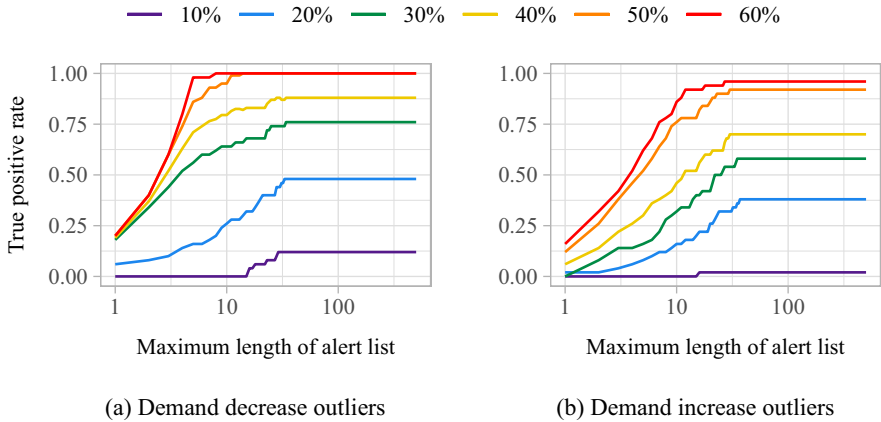 10% 20% 30% 40% 50% 60%
True positive rate
1.00
0.75
0.50
0.25
0.00
1 10 100
Maximum length of alert list
(a) Demand decrease outliers
1.00
0.75
0.50
0.25
0.00
1 10 100
Maximum length of alert list
(b) Demand increase outliers